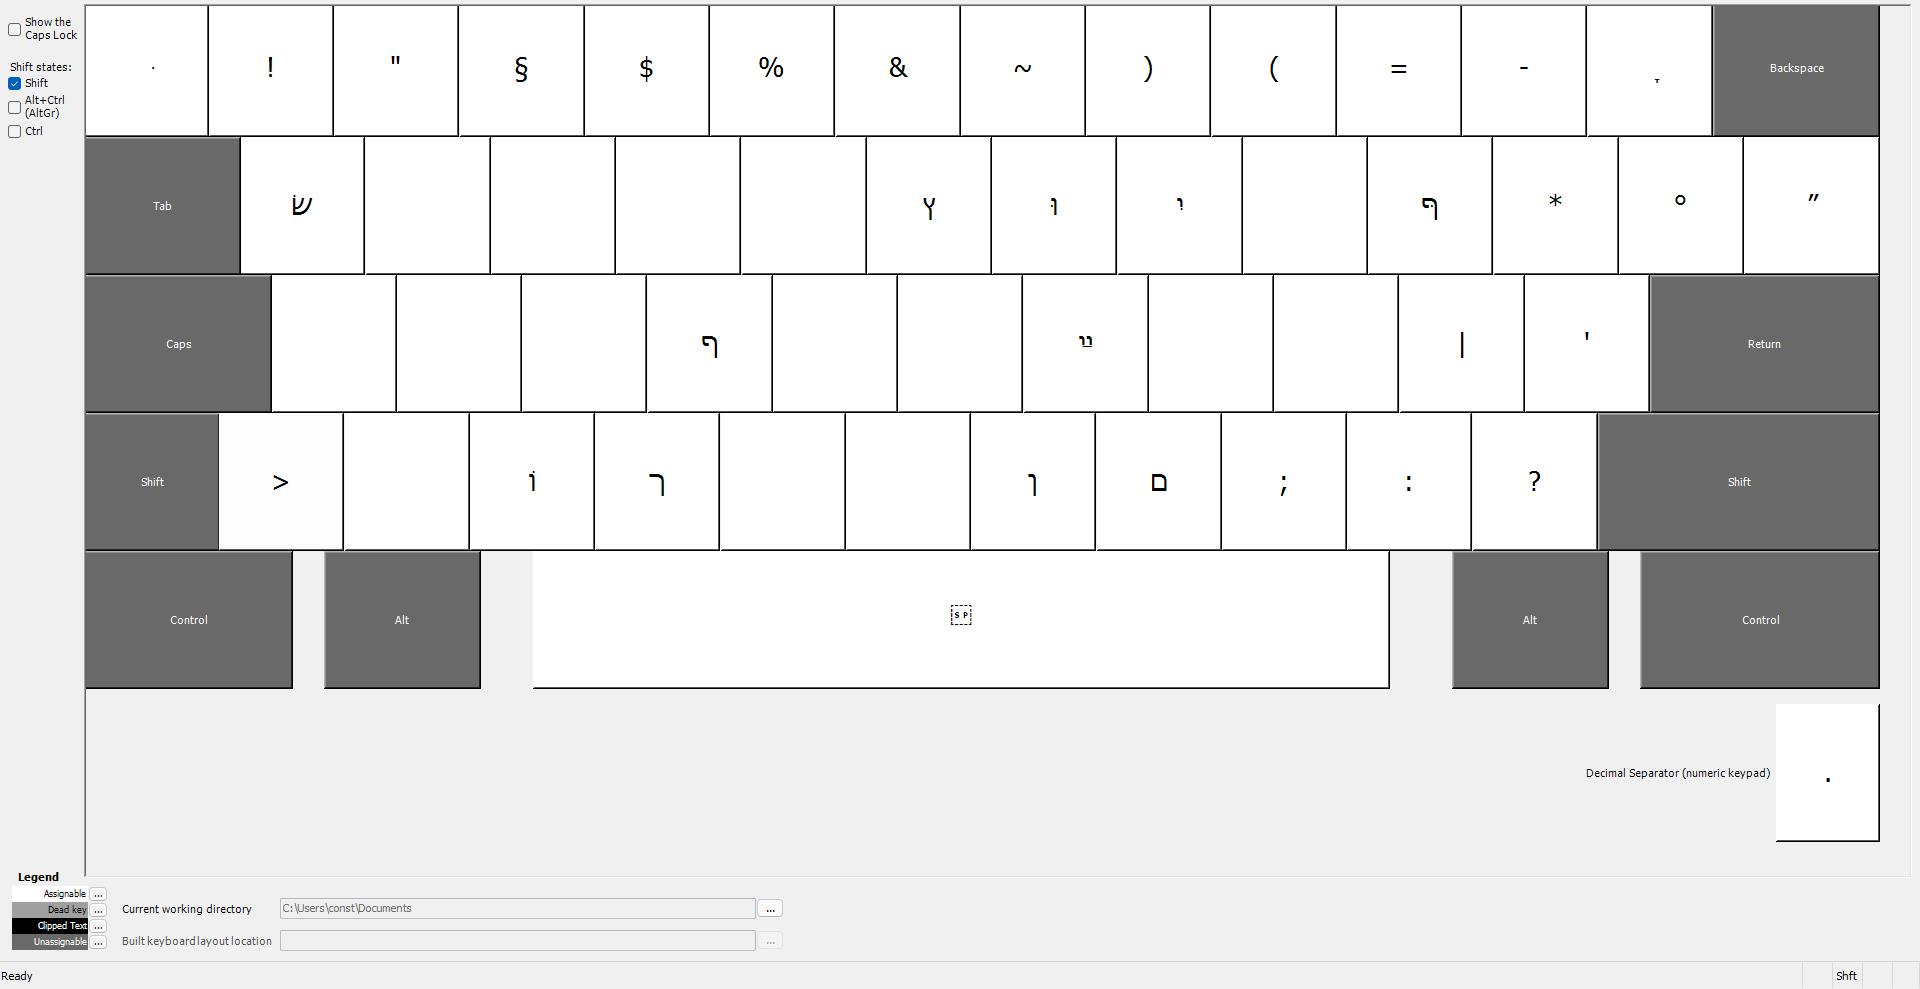 Show the
Caps Lock
Shift states:
Shift
Alt+Ctrl
(AltGr)
Ctrl
! " § $ % & ~ ) ( = - Backspace
Tab שׂ ץ וּ יִ ףּ * ° ״
Caps ף ײַ | ' Return
Shift > וֹ ך ן ם ; : ? Shift
Control Alt SP Alt Control
Decimal Separator (numeric keypad) .
Legend
Assignable ...
Dead key ...
Clipped Text ...
Unassignable ...
Current working directory C:\Users\const\Documents ...
Built keyboard layout location ...
Ready Shft